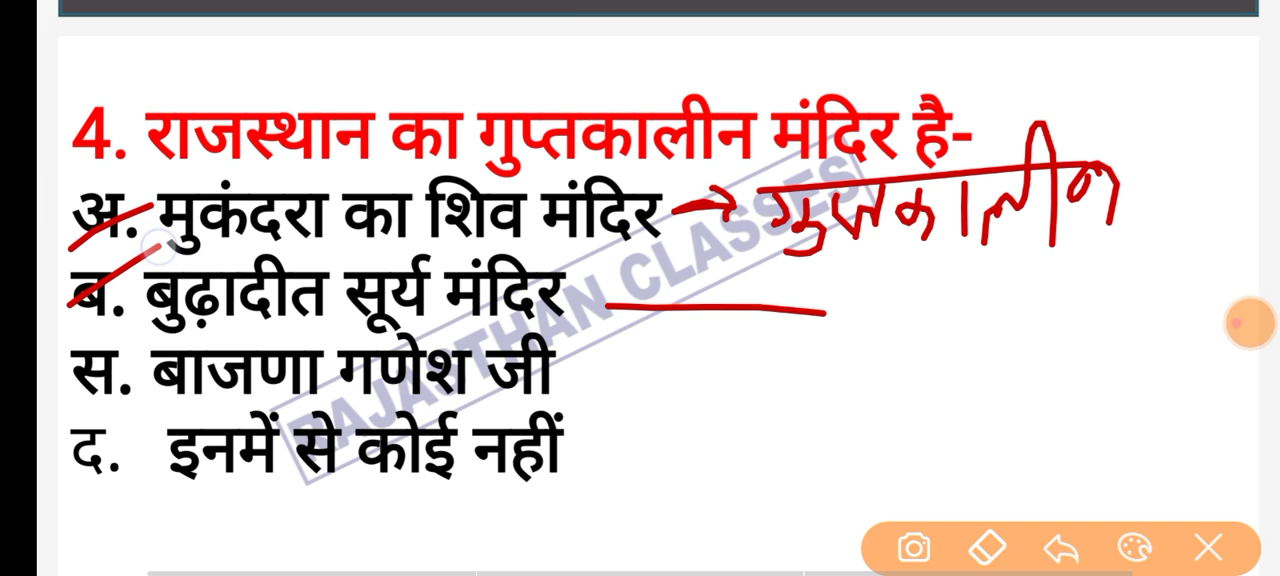 4. राजस्थान का गुप्तकालीन मंदिर है-
अ. मुकंदरा का शिव मंदिर → गुप्तकालीन
ब. बुढ़ादीत सूर्य मंदिर
स. बाजणा गणेश जी
द. इनमें से कोई नहीं
RAJASTHAN CLASSES